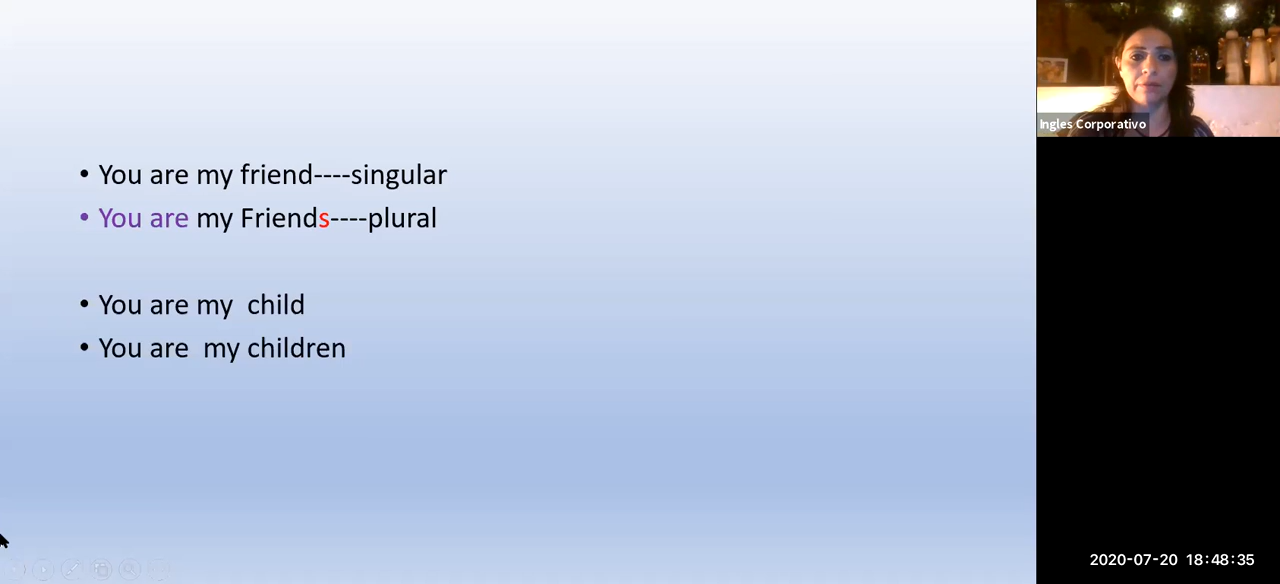 • You are my friend----singular
• You are my Friends----plural
• You are my  child
• You are  my children
Ingles Corporativo
2020-07-20 18:48:35